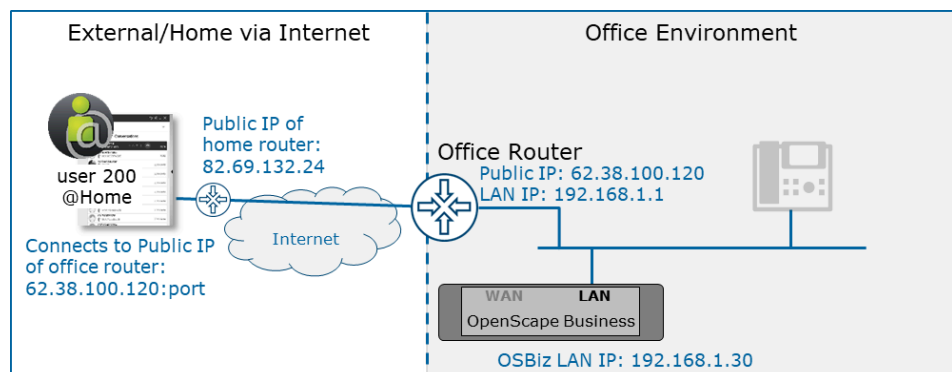 External/Home via Internet
Office Environment
Public IP of
home router:
82.69.132.24
@
user 200
@Home
Internet
Connects to Public IP
of office router:
62.38.100.120:port
Office Router
Public IP: 62.38.100.120
LAN IP: 192.168.1.1
WAN LAN
OpenScape Business
OSBiz LAN IP: 192.168.1.30